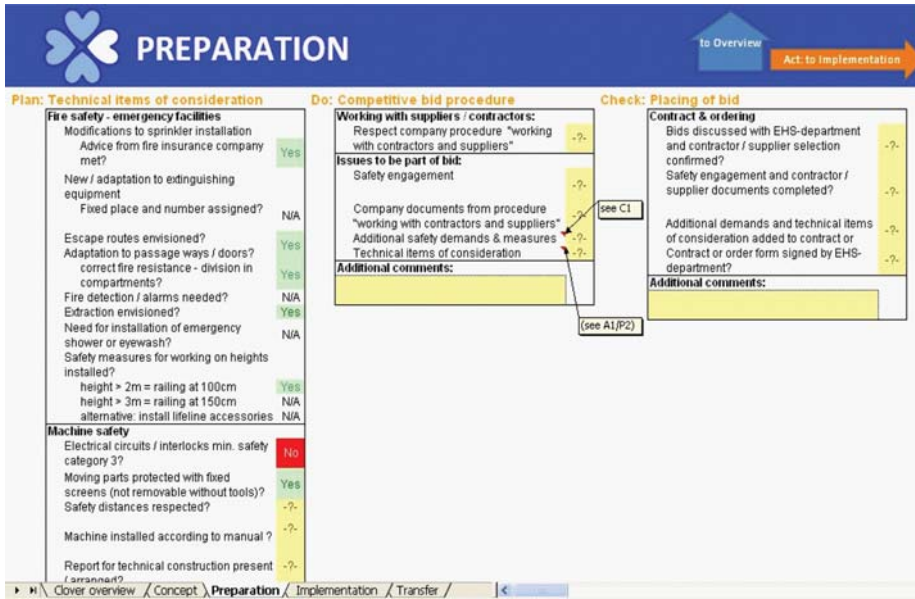 PREPARATION
to Overview
Act: to Implementation
Plan: Technical items of consideration
Fire safety - emergency facilities
Modifications to sprinkler installation
Advice from fire insurance company
met?
Yes
New / adaptation to extinguishing
equipment
Fixed place and number assigned?
N/A
Escape routes envisioned?
Yes
Adaptation to passage ways / doors?
correct fire resistance - division in
compartments?
Yes
Fire detection / alarms needed?
N/A
Extraction envisioned?
Yes
Need for installation of emergency
shower or eyewash?
N/A
Safety measures for working on heights
installed?
height > 2m = railing at 100cm
Yes
height > 3m = railing at 150cm
N/A
alternative: install lifeline accessories
N/A
Machine safety
Electrical circuits / interlocks min. safety
category 3?
No
Moving parts protected with fixed
screens (not removable without tools)?
Yes
Safety distances respected?
-?-
Machine installed according to manual ?
-?-
Report for technical construction present
-?-
/ arranged?
Do: Competitive bid procedure
Working with suppliers / contractors:
Respect company procedure "working
with contractors and suppliers"
-?-
Issues to be part of bid:
Safety engagement
-?-
Company documents from procedure
"working with contractors and suppliers"
-?-
Additional safety demands & measures
-?-
Technical items of consideration
-?-
Additional comments:
see C1
(see A1/P2)
Check: Placing of bid
Contract & ordering
Bids discussed with EHS-department
and contractor / supplier selection
confirmed?
-?-
Safety engagement and contractor /
supplier documents completed?
-?-
Additional demands and technical items
of consideration added to contract or
-?-
Contract or order form signed by EHS-
department?
-?-
Additional comments:
Clover overview / Concept \ Preparation / Implementation / Transfer /